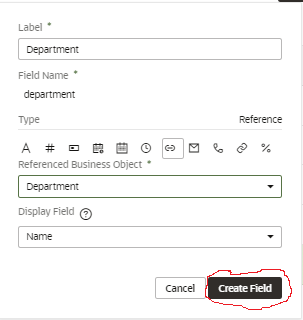 Label *
Department
Field Name *
department
Type Reference
A # %
Referenced Business Object *
Department
Display Field ?
Name
Cancel Create Field